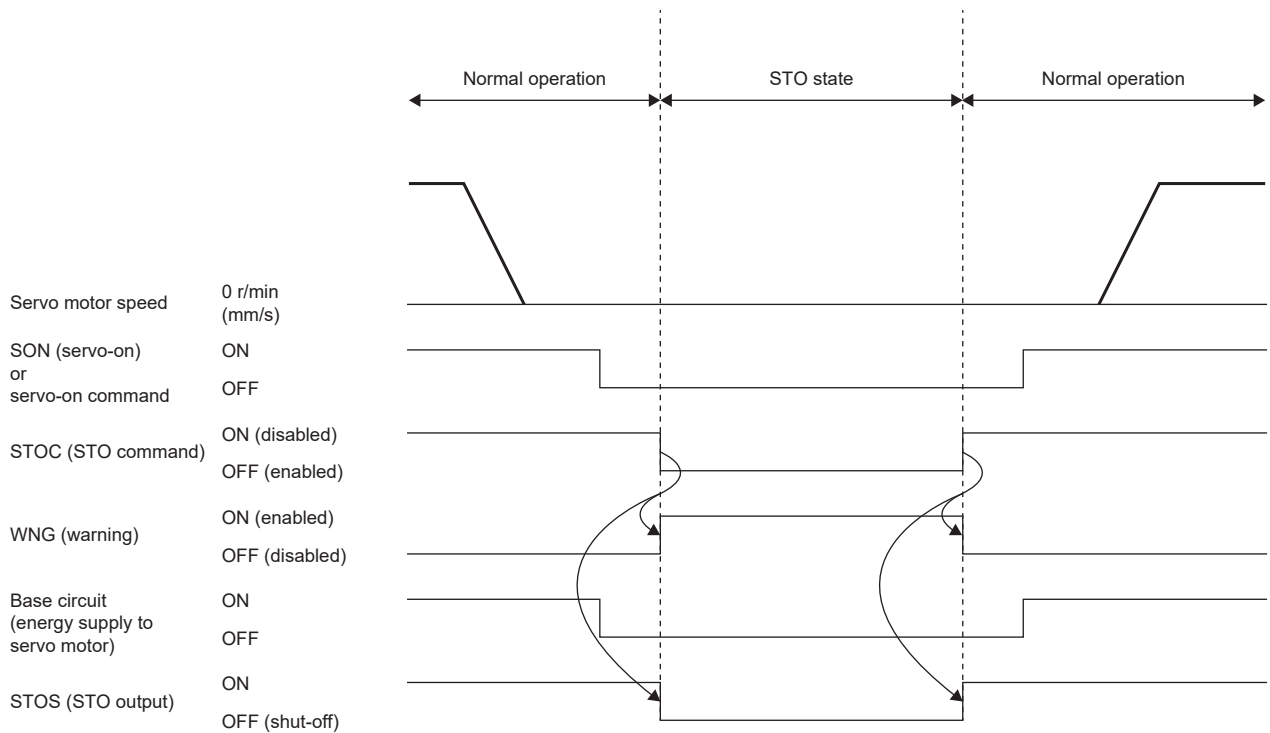 Normal operation
STO state
Normal operation
Servo motor speed
0 r/min
(mm/s)
SON (servo-on)
or
servo-on command
ON
OFF
STOC (STO command)
ON (disabled)
OFF (enabled)
WNG (warning)
ON (enabled)
OFF (disabled)
Base circuit
(energy supply to
servo motor)
ON
OFF
STOS (STO output)
ON
OFF (shut-off)